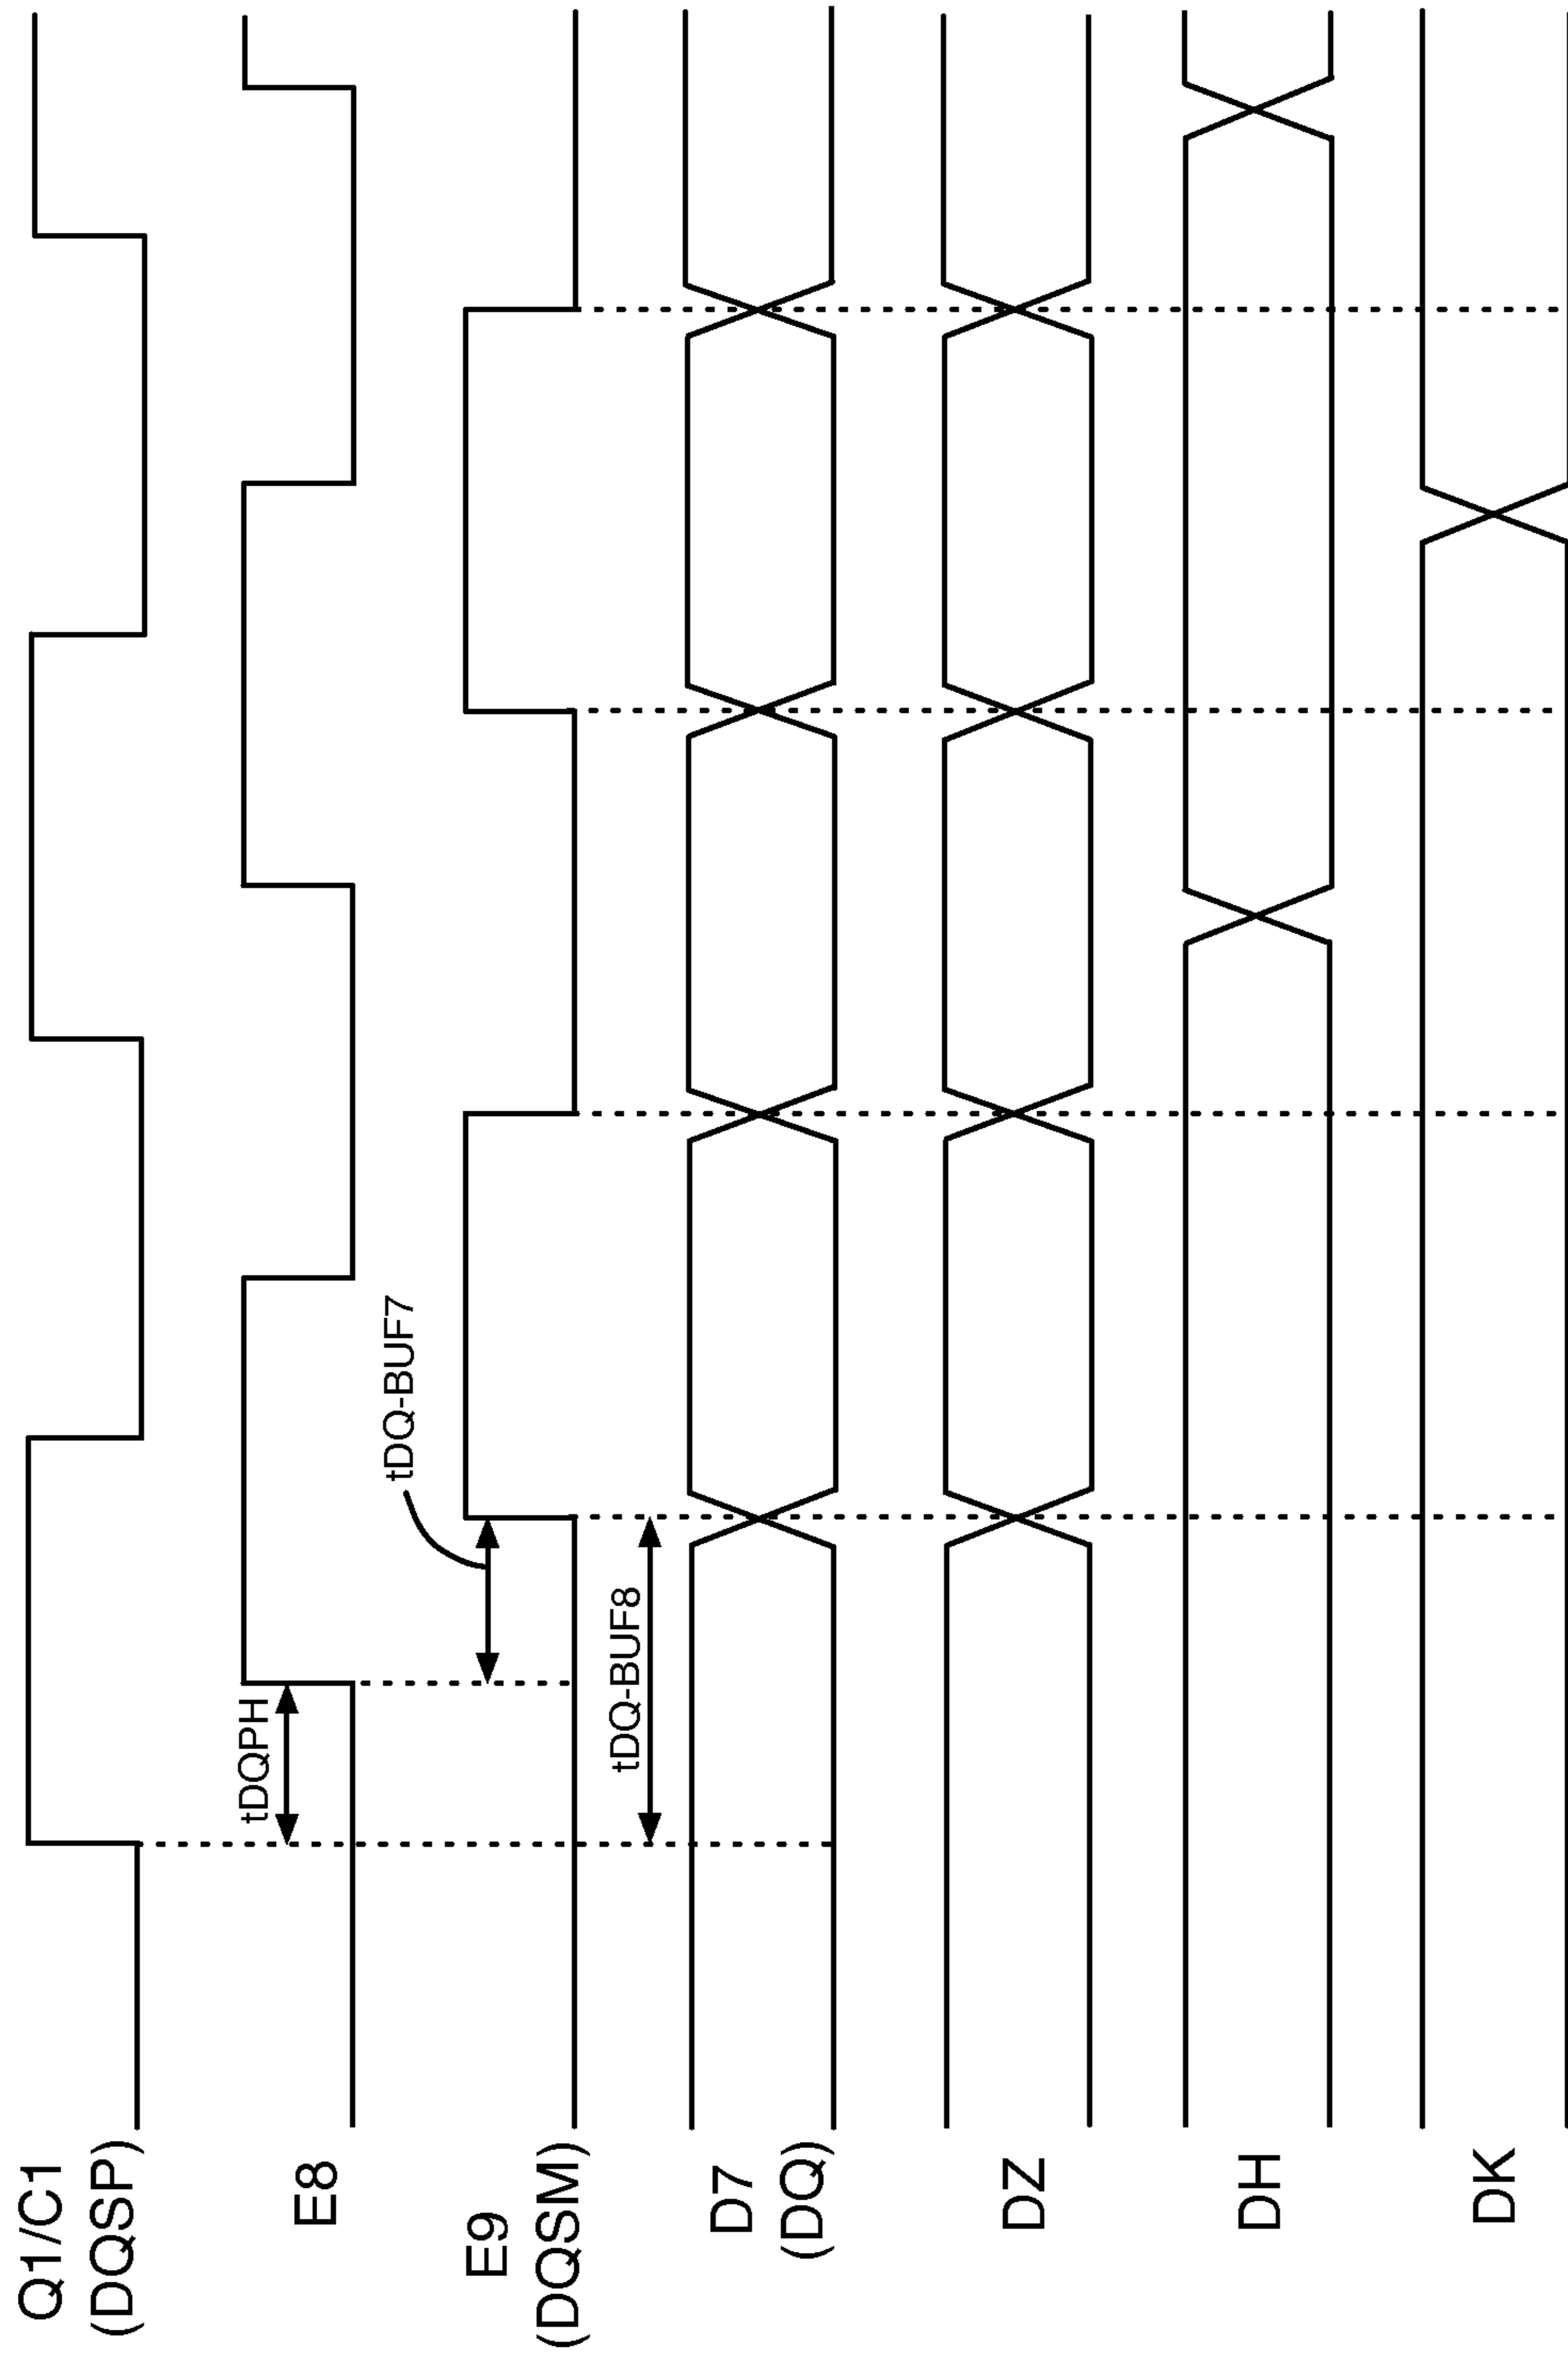 Q1/C1
(DQSP)
tDQPH
E8
tDQ-BUF7
E9
(DQSM)
tDQ-BUF8
D7
(DQ)
DZ
DH
DK